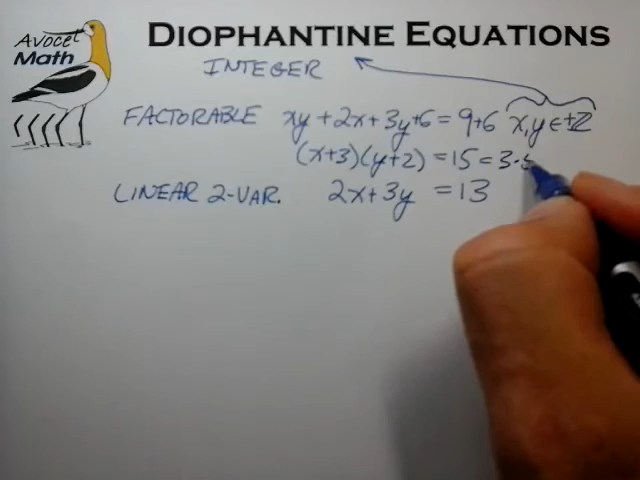 Avocet
Math
DIOPHANTINE EQUATIONS
INTEGER
FACTORABLE xy + 2x + 3y + 6 = 9 + 6 x, y ∈ +ℤ
(x+3)(y+2) = 15 = 3·5
LINEAR 2-VAR. 2x + 3y = 13